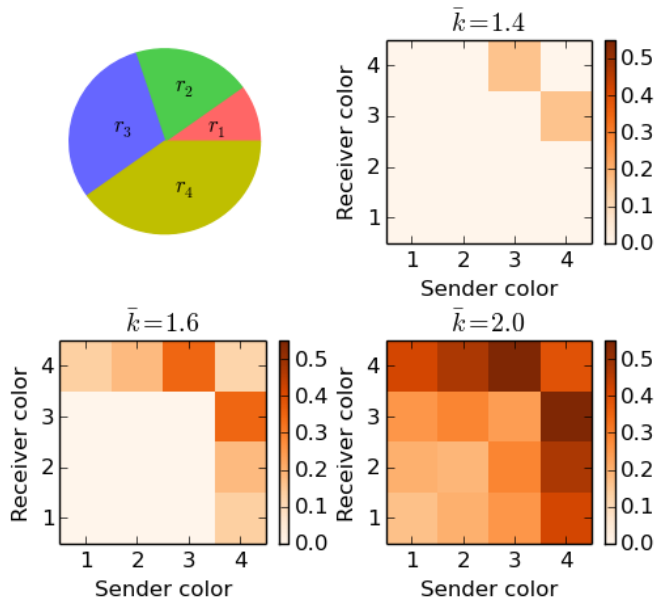 r₂
r₁
r₃
r₄
k̄=1.4
Receiver color
4
3
2
1
1 2 3 4
Sender color
0.5
0.4
0.3
0.2
0.1
0.0
k̄=1.6
Receiver color
4
3
2
1
1 2 3 4
Sender color
0.5
0.4
0.3
0.2
0.1
0.0
k̄=2.0
Receiver color
4
3
2
1
1 2 3 4
Sender color
0.5
0.4
0.3
0.2
0.1
0.0